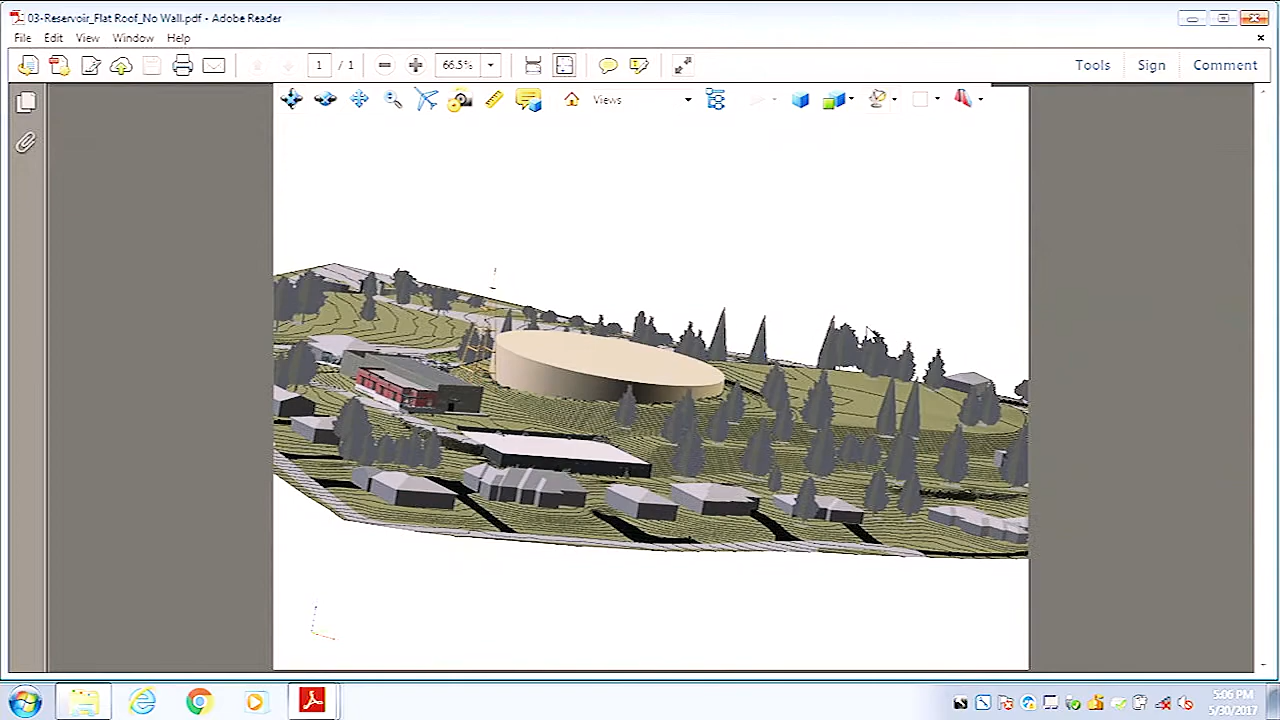 03-Reservoir_Flat Roof_No Wall.pdf - Adobe Reader
File Edit View Window Help
1 / 1 66.5% Tools Sign Comment
Views
5:06 PM
5/30/2017